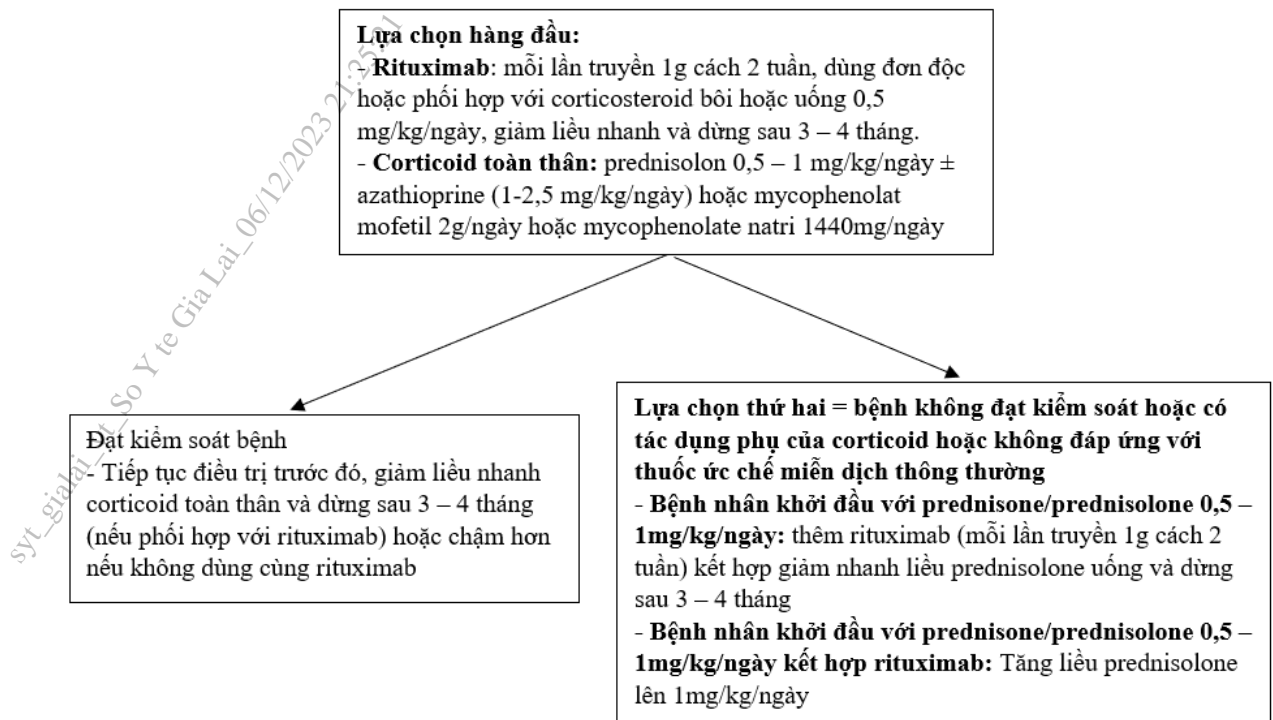 Lựa chọn hàng đầu:
- Rituximab: mỗi lần truyền 1g cách 2 tuần, dùng đơn độc
hoặc phối hợp với corticosteroid bôi hoặc uống 0,5
mg/kg/ngày, giảm liều nhanh và dừng sau 3 – 4 tháng.
- Corticoid toàn thân: prednisolon 0,5 – 1 mg/kg/ngày ±
azathioprine (1-2,5 mg/kg/ngày) hoặc mycophenolat
mofetil 2g/ngày hoặc mycophenolate natri 1440mg/ngày
Đạt kiểm soát bệnh
- Tiếp tục điều trị trước đó, giảm liều nhanh
corticoid toàn thân và dừng sau 3 – 4 tháng
(nếu phối hợp với rituximab) hoặc chậm hơn
nếu không dùng cùng rituximab
Lựa chọn thứ hai = bệnh không đạt kiểm soát hoặc có
tác dụng phụ của corticoid hoặc không đáp ứng với
thuốc ức chế miễn dịch thông thường
- Bệnh nhân khởi đầu với prednisone/prednisolone 0,5 –
1mg/kg/ngày: thêm rituximab (mỗi lần truyền 1g cách 2
tuần) kết hợp giảm nhanh liều prednisolone uống và dừng
sau 3 – 4 tháng
- Bệnh nhân khởi đầu với prednisone/prednisolone 0,5 –
1mg/kg/ngày kết hợp rituximab: Tăng liều prednisolone
lên 1mg/kg/ngày
So Y te Gia Lai_06/12/2023